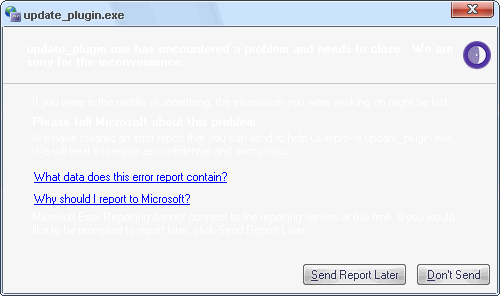 update_plugin.exe
update_plugin.exe has encountered a problem and needs to close.  We are
sorry for the inconvenience.
If you were in the middle of something, the information you were working on might be lost.
Please tell Microsoft about this problem.
We have created an error report that you can send to help us improve update_plugin.exe.
We will treat this report as confidential and anonymous.
What data does this error report contain?
Why should I report to Microsoft?
Microsoft Error Reporting cannot connect to the reporting servers at this time. If you would
like to be prompted to report later, click Send Report Later.
Send Report Later
Don't Send